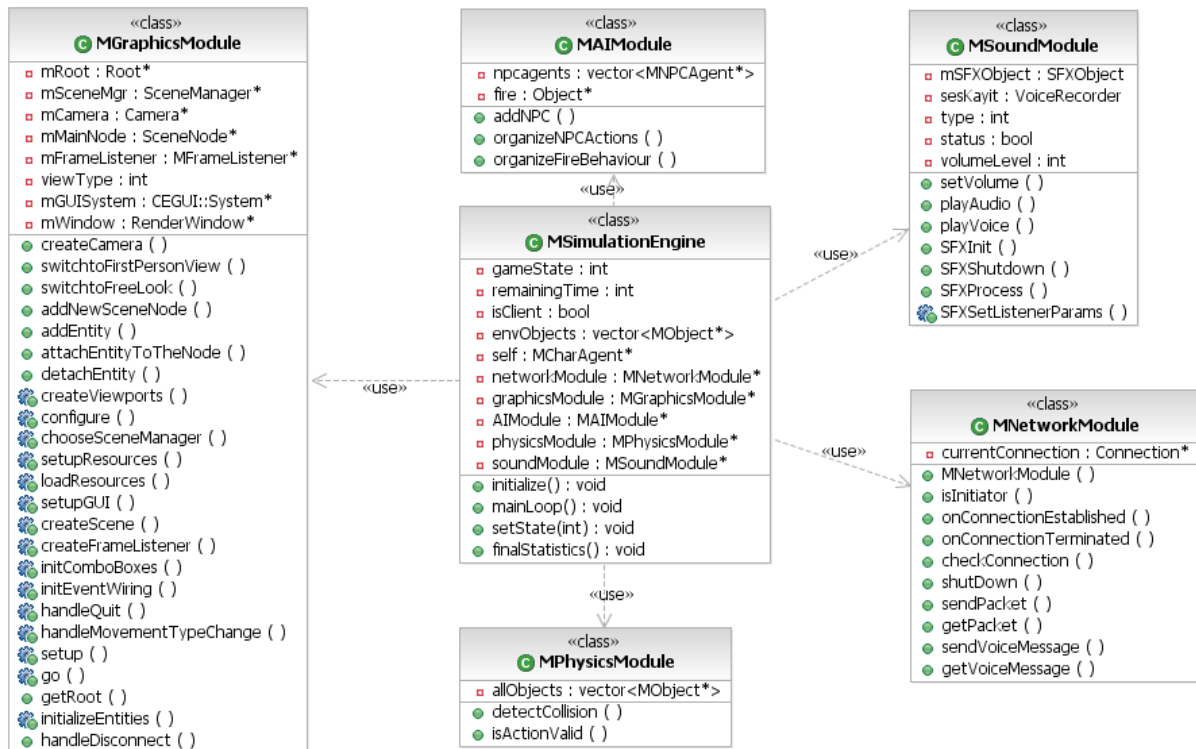 «class»
MGraphicsModule
mRoot : Root*
mSceneMgr : SceneManager*
mCamera : Camera*
mMainNode : SceneNode*
mFrameListener : MFrameListener*
viewType : int
mGUISystem : CEGUI::System*
mWindow : RenderWindow*
createCamera ( )
switchtoFirstPersonView ( )
switchtoFreeLook ( )
addNewSceneNode ( )
addEntity ( )
attachEntityToTheNode ( )
detachEntity ( )
createViewports ( )
configure ( )
chooseSceneManager ( )
setupResources ( )
loadResources ( )
setupGUI ( )
createScene ( )
createFrameListener ( )
initComboBoxes ( )
initEventWiring ( )
handleQuit ( )
handleMovementTypeChange ( )
setup ( )
go ( )
getRoot ( )
initializeEntities ( )
handleDisconnect ( )
«use»
«class»
MAIModule
npcagents : vector<MNPCAgent*>
fire : Object*
addNPC ( )
organizeNPCActions ( )
organizeFireBehaviour ( )
«use»
«class»
MSimulationEngine
gameState : int
remainingTime : int
isClient : bool
envObjects : vector<MObject*>
self : MCharAgent*
networkModule : MNetworkModule*
graphicsModule : MGraphicsModule*
AIModule : MAIModule*
physicsModule : MPhysicsModule*
soundModule : MSoundModule*
initialize() : void
mainLoop() : void
setState(int) : void
finalStatistics() : void
«use»
«class»
MPhysicsModule
allObjects : vector<MObject*>
detectCollision ( )
isActionValid ( )
«use»
«class»
MSoundModule
mSFXObject : SFXObject
sesKayit : VoiceRecorder
type : int
status : bool
volumeLevel : int
setVolume ( )
playAudio ( )
playVoice ( )
SFXInit ( )
SFXShutdown ( )
SFXProcess ( )
SFXSetListenerParams ( )
«use»
«class»
MNetworkModule
currentConnection : Connection*
MNetworkModule ( )
isInitiator ( )
onConnectionEstablished ( )
onConnectionTerminated ( )
checkConnection ( )
shutDown ( )
sendPacket ( )
getPacket ( )
sendVoiceMessage ( )
getVoiceMessage ( )